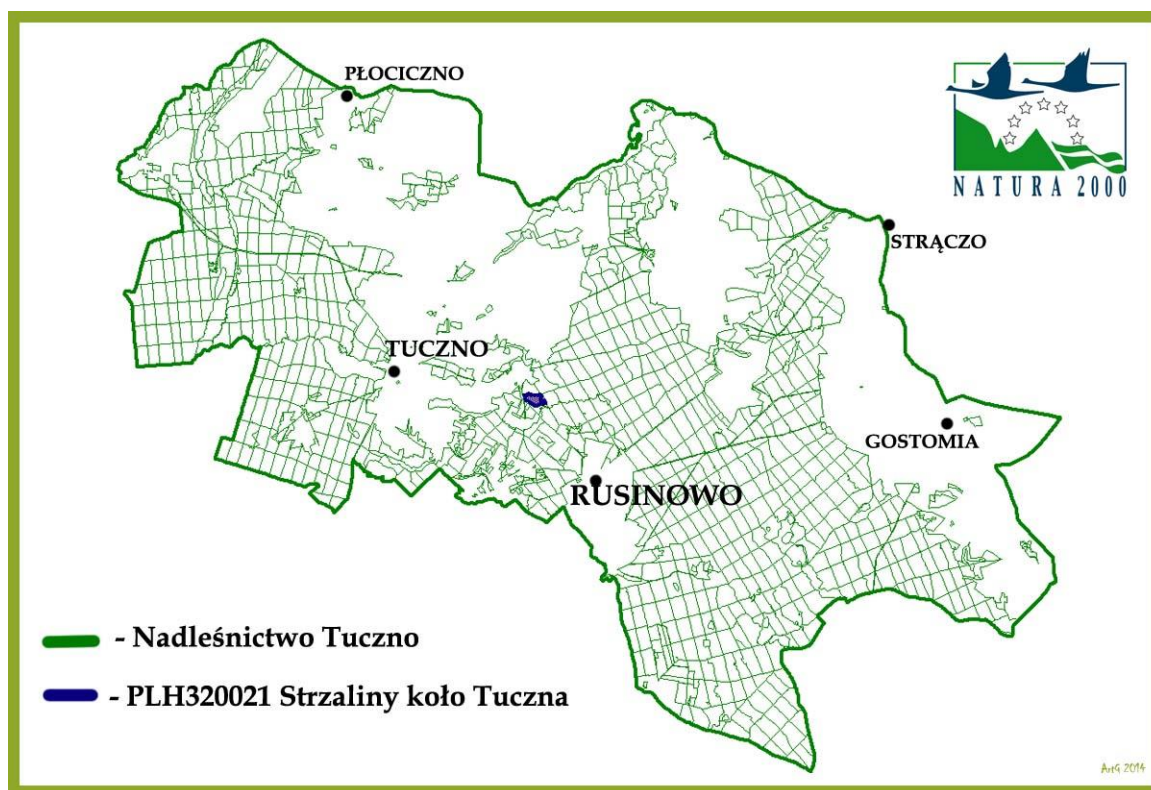 PŁOCICZNO
NATURA 2000
STRĄCZO
TUCZNO
GOSTOMIA
RUSINOWO
- Nadleśnictwo Tuczno
- PLH320021 Strzaliny koło Tuczna
ArtG 2014